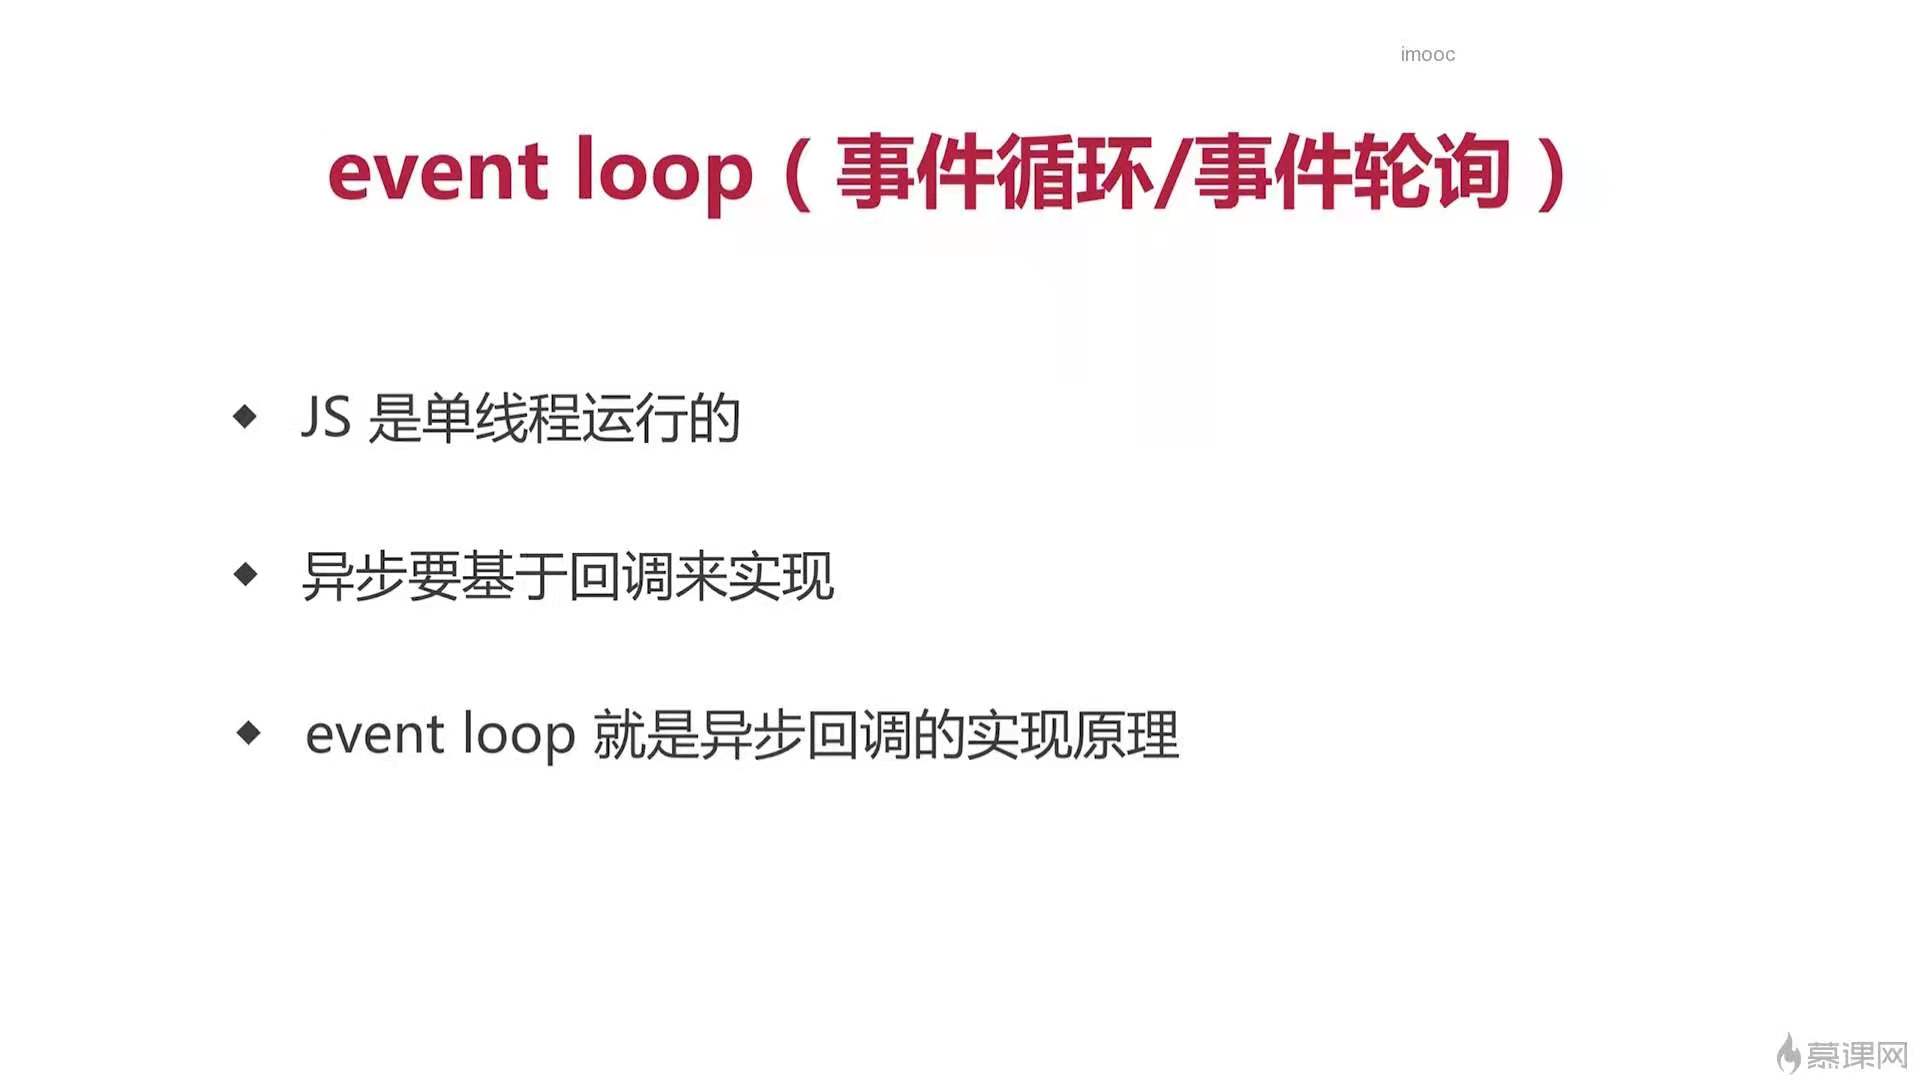 imooc
event loop（事件循环/事件轮询）
◆ JS 是单线程运行的
◆ 异步要基于回调来实现
◆ event loop 就是异步回调的实现原理
慕课网